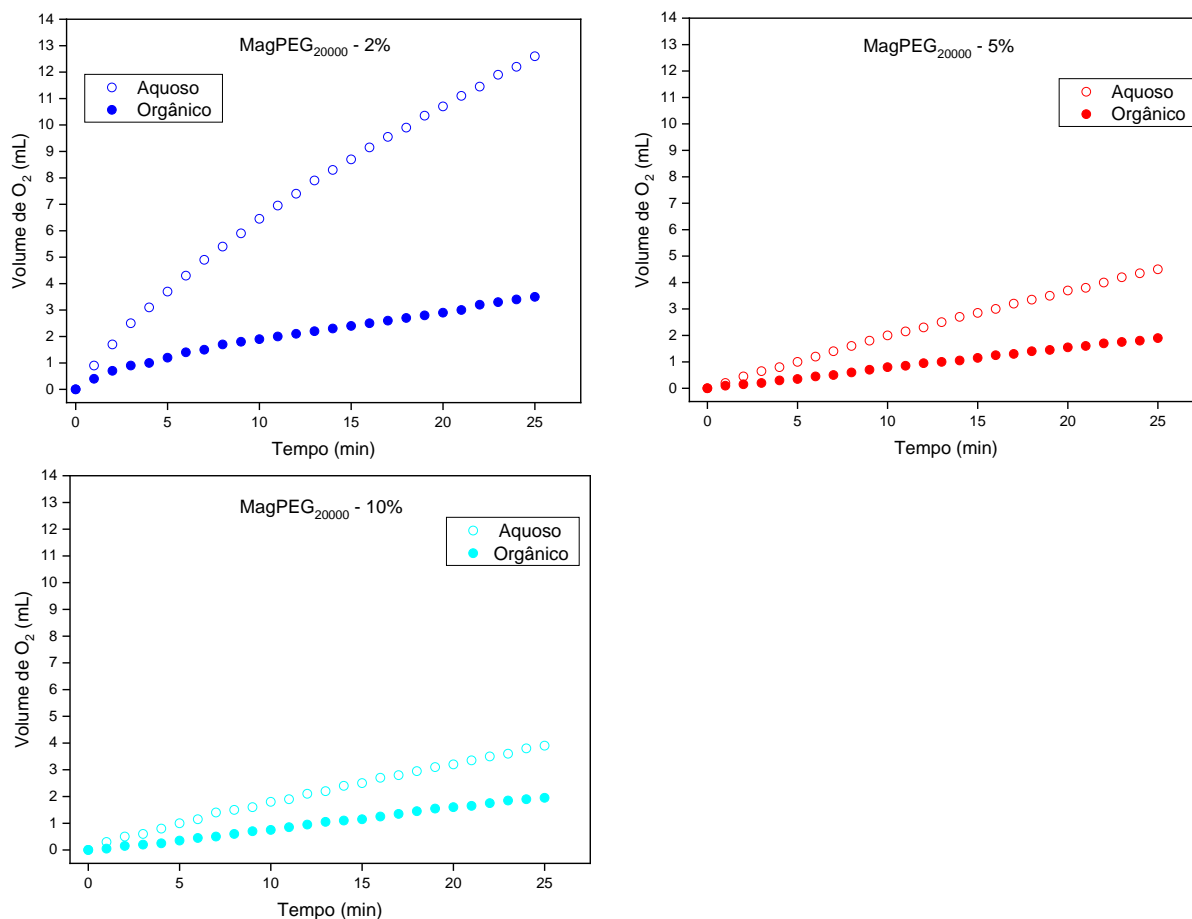 MagPEG20000 - 2%
Aquoso
Orgânico
14
13
12
11
10
9
8
7
6
5
4
3
2
1
0
Volume de O2 (mL)
0 5 10 15 20 25
Tempo (min)
MagPEG20000 - 5%
Aquoso
Orgânico
14
13
12
11
10
9
8
7
6
5
4
3
2
1
0
Volume de O2 (mL)
0 5 10 15 20 25
Tempo (min)
MagPEG20000 - 10%
Aquoso
Orgânico
14
13
12
11
10
9
8
7
6
5
4
3
2
1
0
Volume de O2 (mL)
0 5 10 15 20 25
Tempo (min)